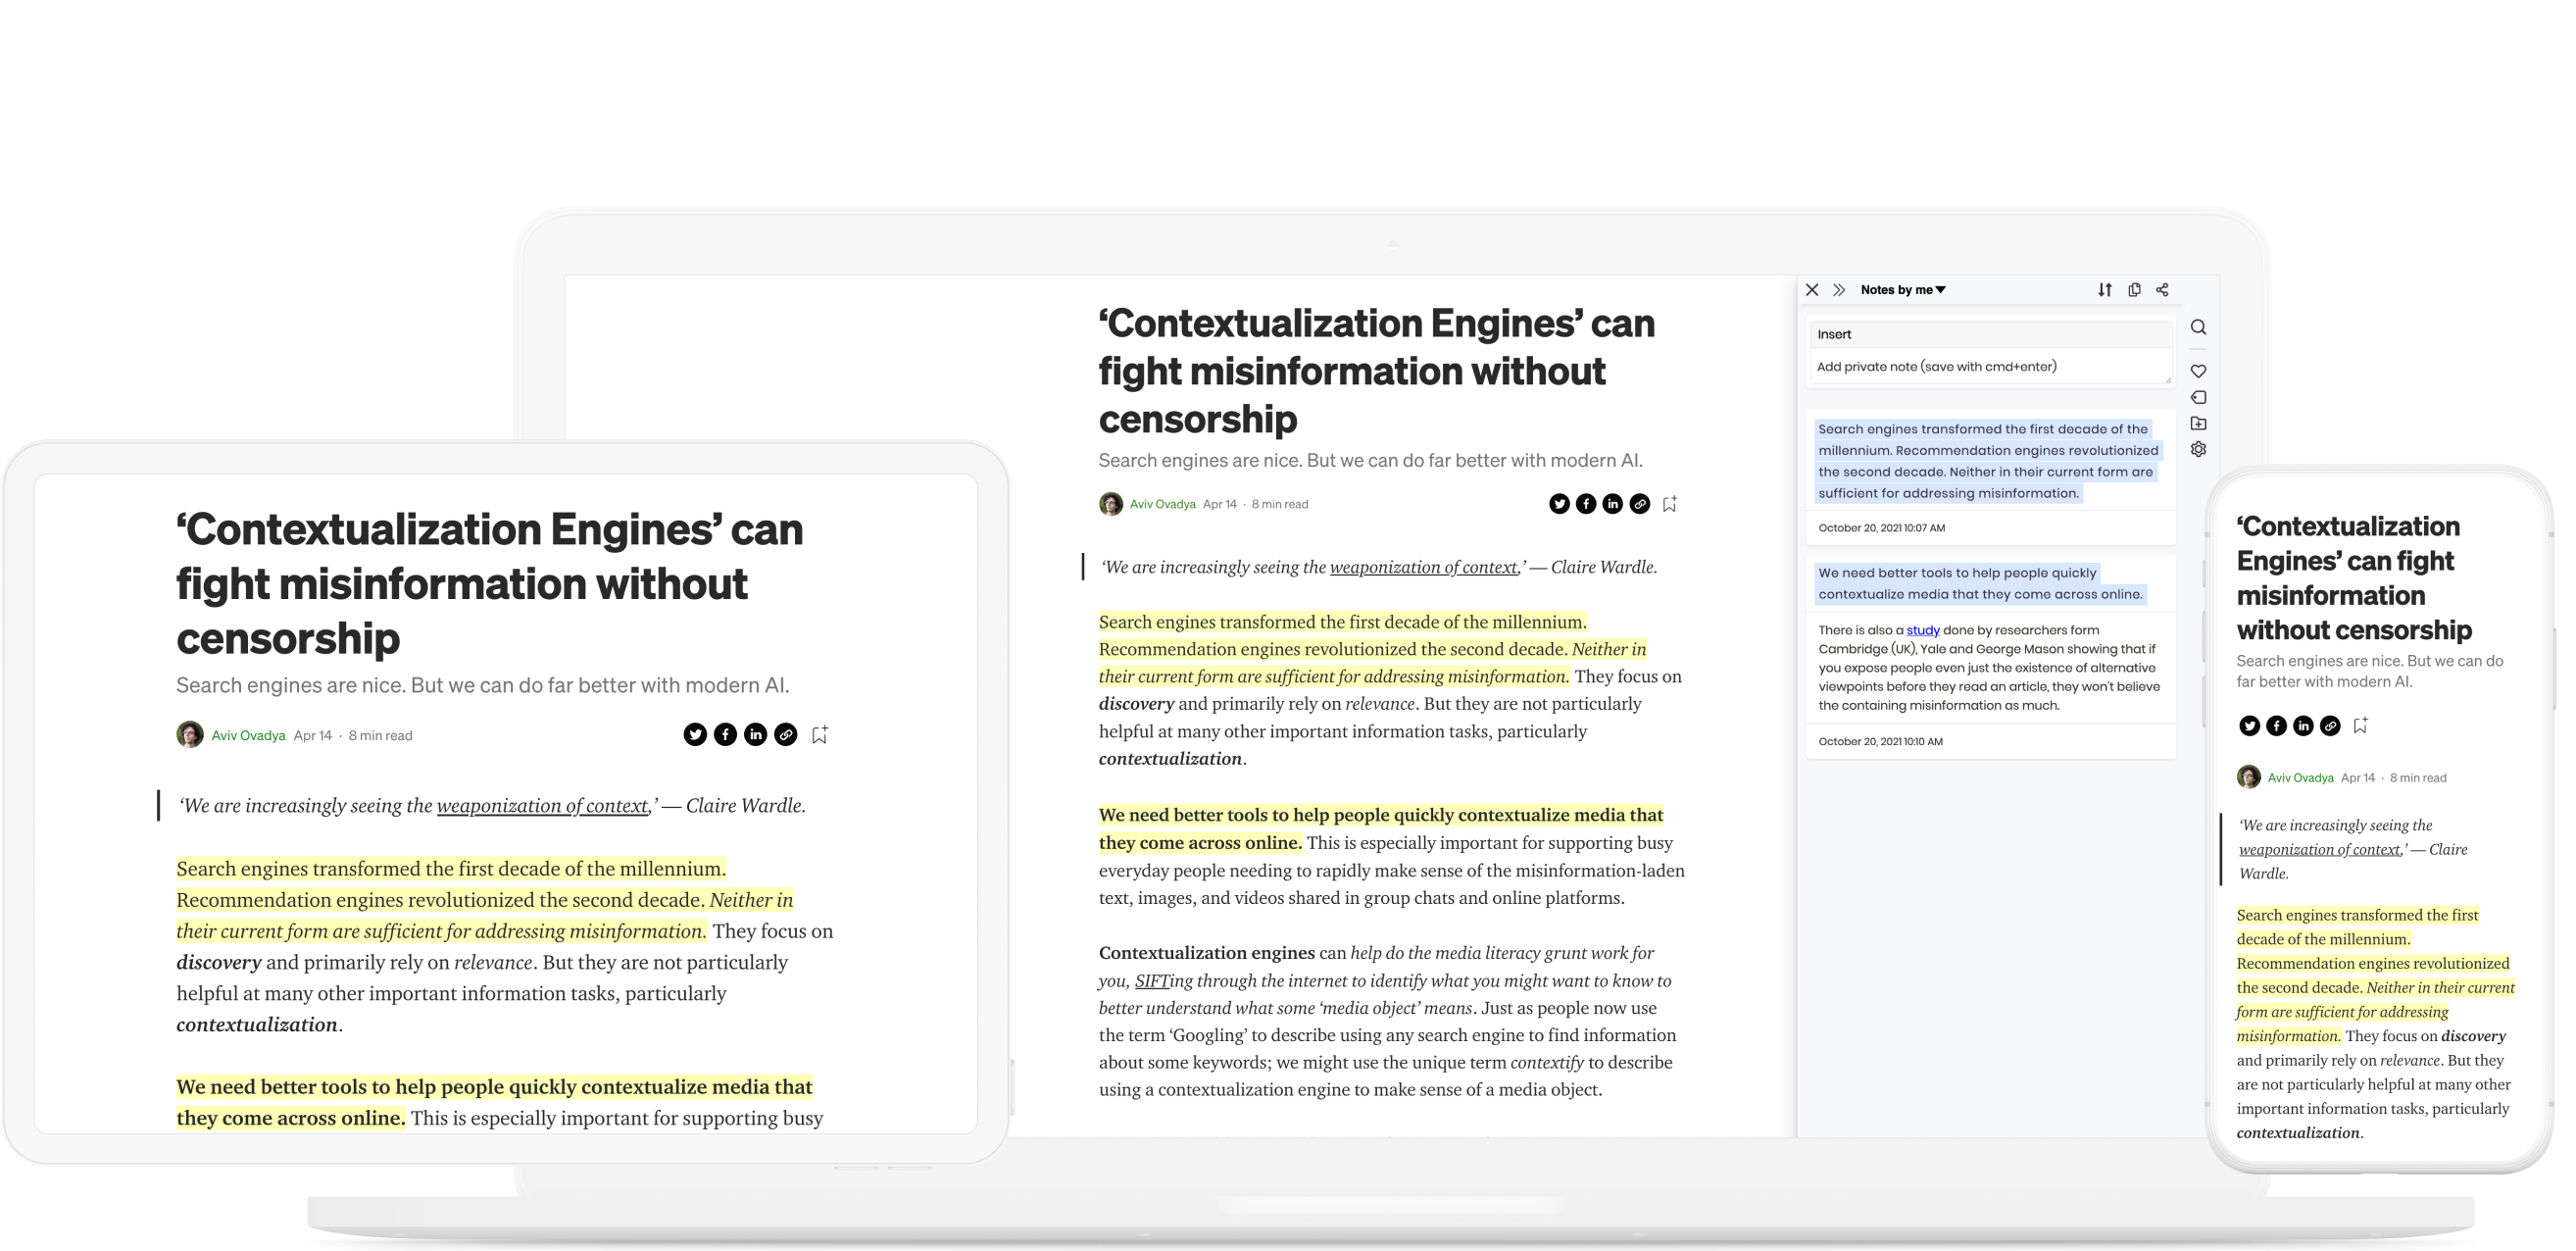 ‘Contextualization Engines’ can
fight misinformation without
censorship
Search engines are nice. But we can do far better with modern AI.
Aviv Ovadya Apr 14 · 8 min read
‘We are increasingly seeing the weaponization of context,’ — Claire Wardle.
Search engines transformed the first decade of the millennium.
Recommendation engines revolutionized the second decade. Neither in
their current form are sufficient for addressing misinformation. They focus on
discovery and primarily rely on relevance. But they are not particularly
helpful at many other important information tasks, particularly
contextualization.
We need better tools to help people quickly contextualize media that
they come across online. This is especially important for supporting busy
‘Contextualization Engines’ can
fight misinformation without
censorship
Search engines are nice. But we can do far better with modern AI.
Aviv Ovadya Apr 14 · 8 min read
‘We are increasingly seeing the weaponization of context,’ — Claire Wardle.
Search engines transformed the first decade of the millennium.
Recommendation engines revolutionized the second decade. Neither in
their current form are sufficient for addressing misinformation. They focus on
discovery and primarily rely on relevance. But they are not particularly
helpful at many other important information tasks, particularly
contextualization.
We need better tools to help people quickly contextualize media that
they come across online. This is especially important for supporting busy
everyday people needing to rapidly make sense of the misinformation-laden
text, images, and videos shared in group chats and online platforms.
Contextualization engines can help do the media literacy grunt work for
you, SIFTing through the internet to identify what you might want to know to
better understand what some ‘media object’ means. Just as people now use
the term ‘Googling’ to describe using any search engine to find information
about some keywords; we might use the unique term contextify to describe
using a contextualization engine to make sense of a media object.
Notes by me
Insert
Add private note (save with cmd+enter)
Search engines transformed the first decade of the
millennium. Recommendation engines revolutionized
the second decade. Neither in their current form are
sufficient for addressing misinformation.
October 20, 2021 10:07 AM
We need better tools to help people quickly
contextualize media that they come across online.
There is also a study done by researchers form
Cambridge (UK), Yale and George Mason showing that if
you expose people even just the existence of alternative
viewpoints before they read an article, they won't believe
the containing misinformation as much.
October 20, 2021 10:10 AM
‘Contextualization
Engines’ can fight
misinformation
without censorship
Search engines are nice. But we can do
far better with modern AI.
Aviv Ovadya Apr 14 · 8 min read
‘We are increasingly seeing the
weaponization of context,’ — Claire
Wardle.
Search engines transformed the first
decade of the millennium.
Recommendation engines revolutionized
the second decade. Neither in their current
form are sufficient for addressing
misinformation. They focus on discovery
and primarily rely on relevance. But they
are not particularly helpful at many other
important information tasks, particularly
contextualization.